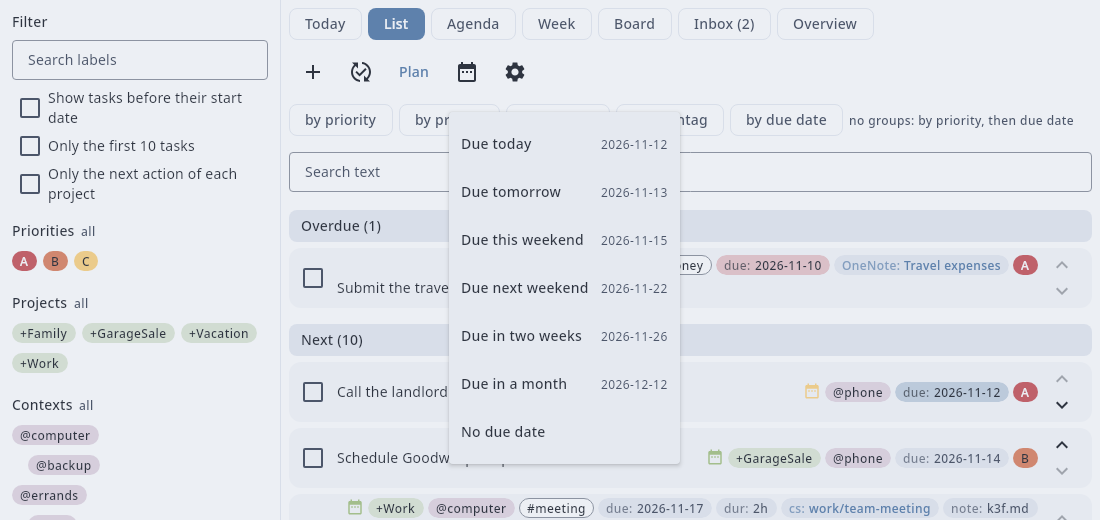 Filter
Search labels
Show tasks before their start
date
Only the first 10 tasks
Only the next action of each
project
Priorities all
A B C
Projects all
+Family +GarageSale +Vacation
+Work
Contexts all
@computer
@backup
@errands
Today List Agenda Week Board Inbox (2) Overview
Plan
by priority by due date no groups: by priority, then due date
Search text
Due today 2026-11-12
Due tomorrow 2026-11-13
Due this weekend 2026-11-15
Due next weekend 2026-11-22
Due in two weeks 2026-11-26
Due in a month 2026-12-12
No due date
Overdue (1)
due: 2026-11-10 OneNote: Travel expenses A
Submit the
Next (10)
Call the landlord @phone due: 2026-11-12 A
Schedule +GarageSale @phone due: 2026-11-14 B
+Work @computer #meeting due: 2026-11-17 dur: 2h cs: work/team-meeting note: k3f.md